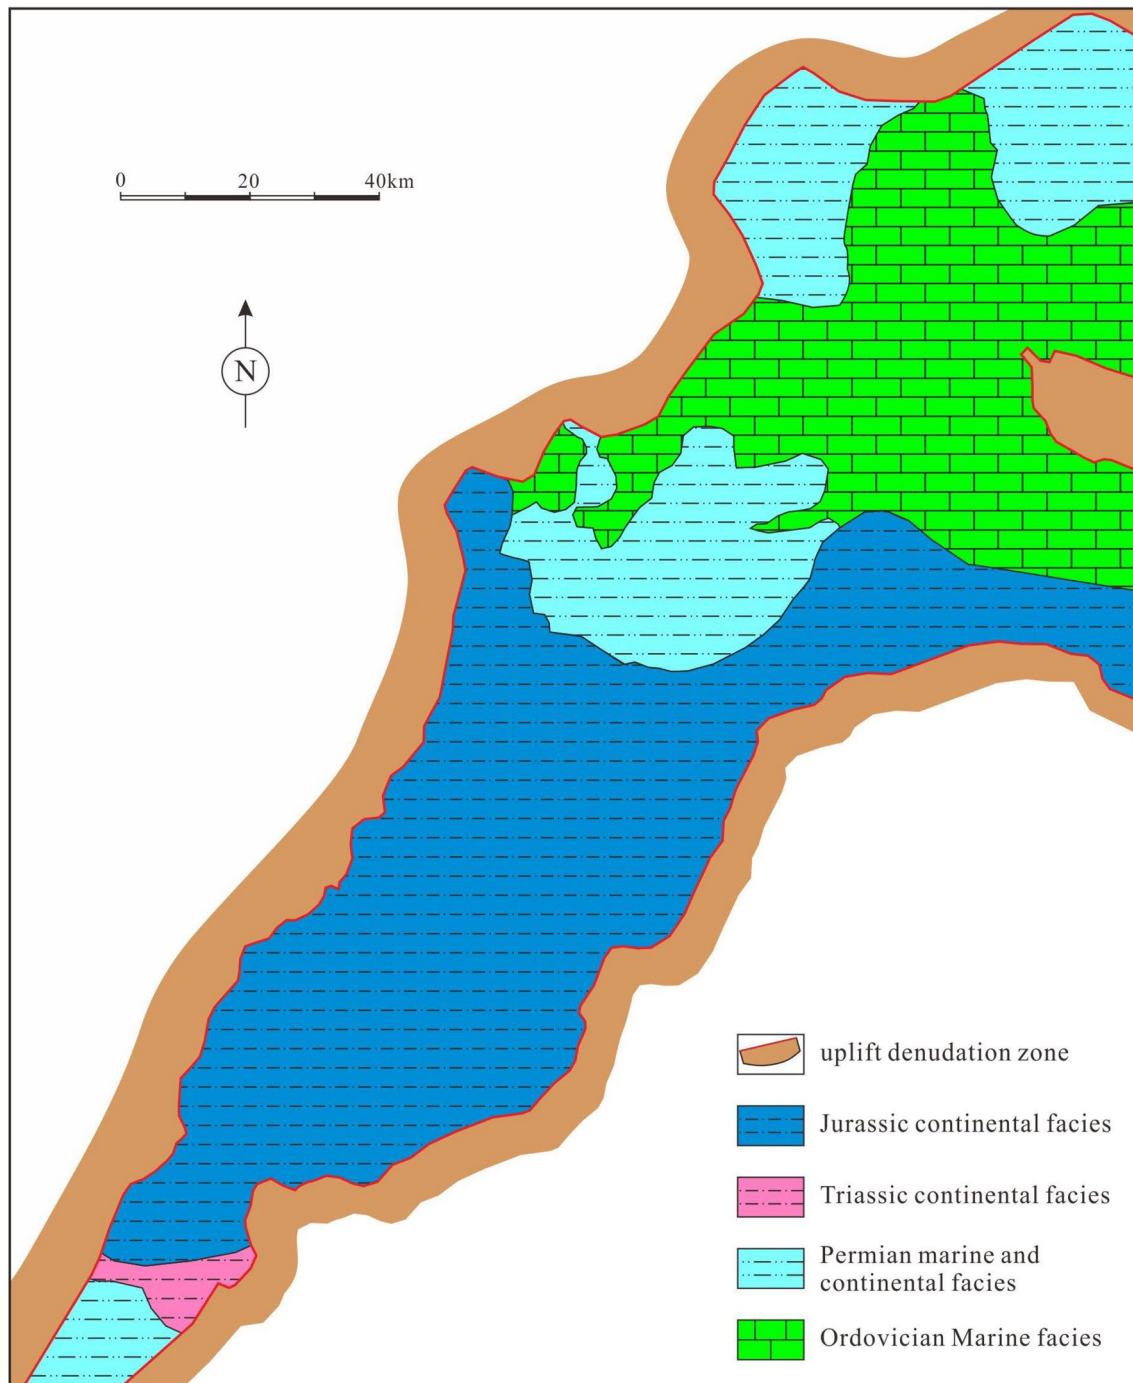 0 20 40km
N
uplift denudation zone
Jurassic continental facies
Triassic continental facies
Permian marine and
continental facies
Ordovician Marine facies